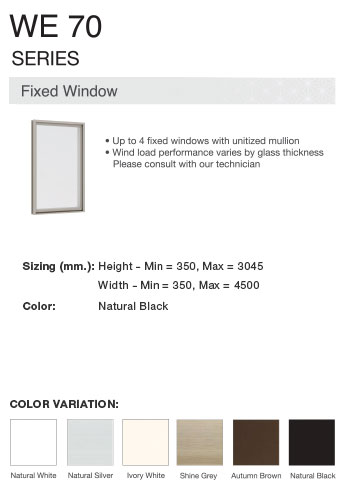 WE 70
SERIES
Fixed Window
• Up to 4 fixed windows with unitized mullion
• Wind load performance varies by glass thickness
Please consult with our technician
Sizing (mm.): Height - Min = 350, Max = 3045
Width - Min = 350, Max = 4500
Color: Natural Black
COLOR VARIATION:
Natural White Natural Silver Ivory White Shine Grey Autumn Brown Natural Black